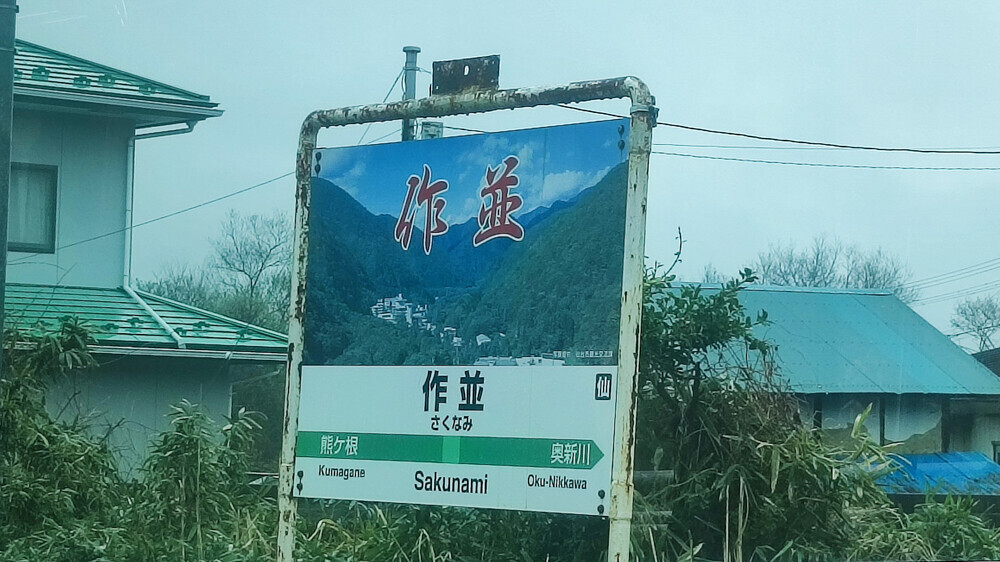 作並
作並
仙
さくなみ
熊ケ根
奥新川
Kumagane
Sakunami
Oku-Nikkawa